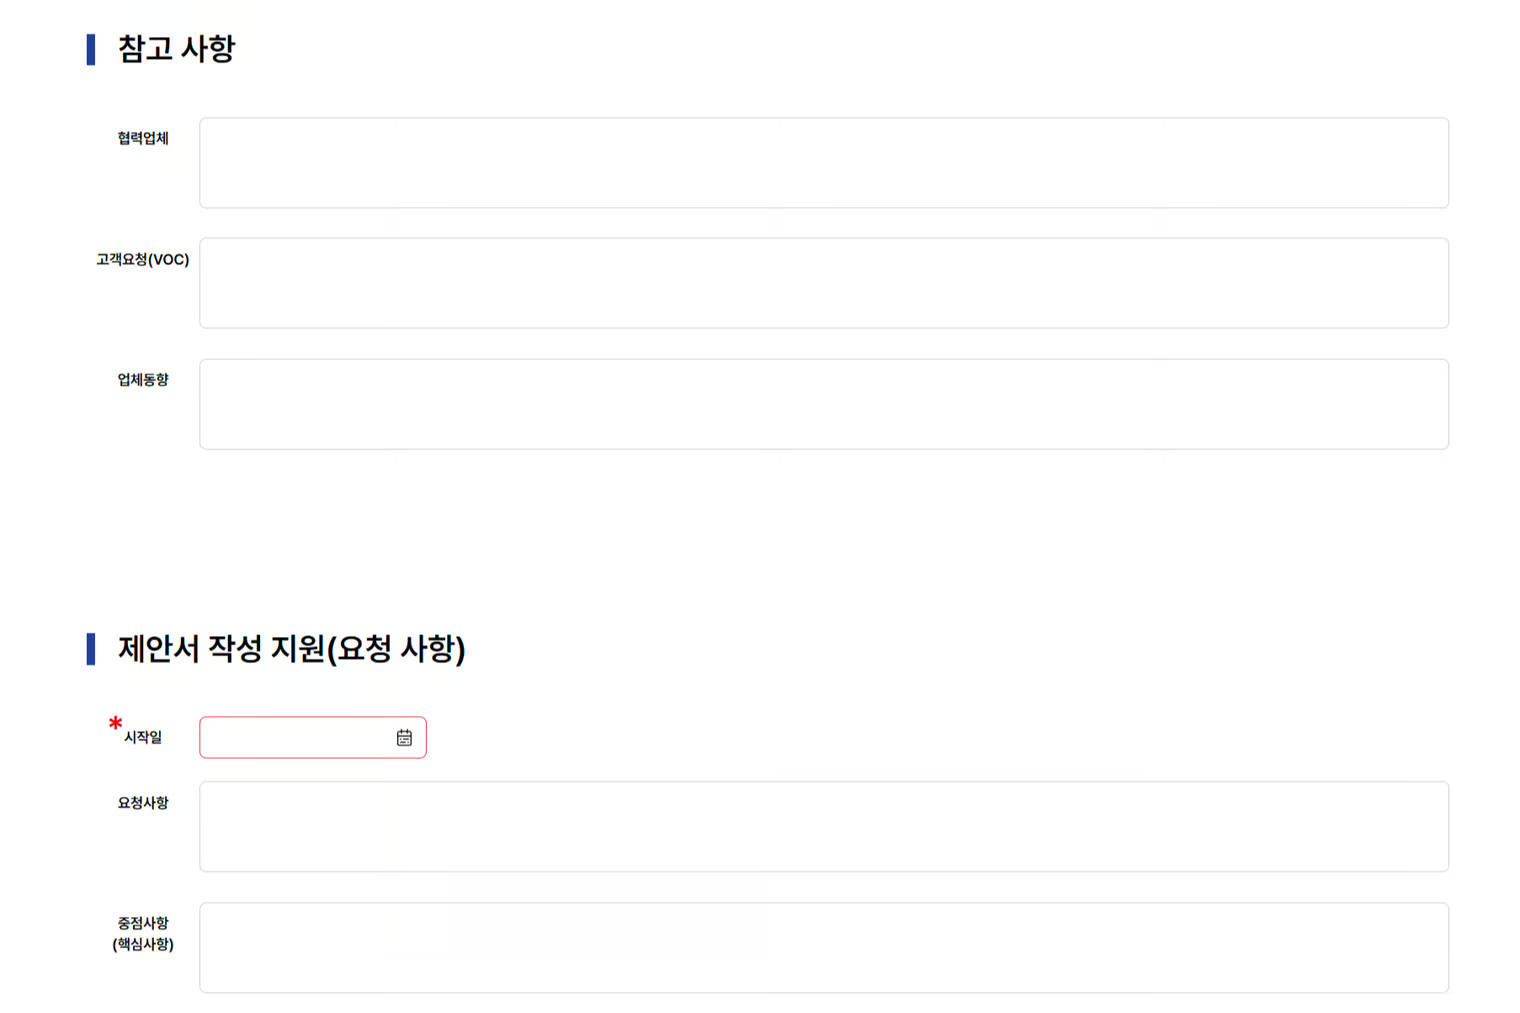 참고 사항
협력업체
고객요청(VOC)
업체동향
제안서 작성 지원(요청 사항)
* 시작일
요청사항
중점사항
(핵심사항)